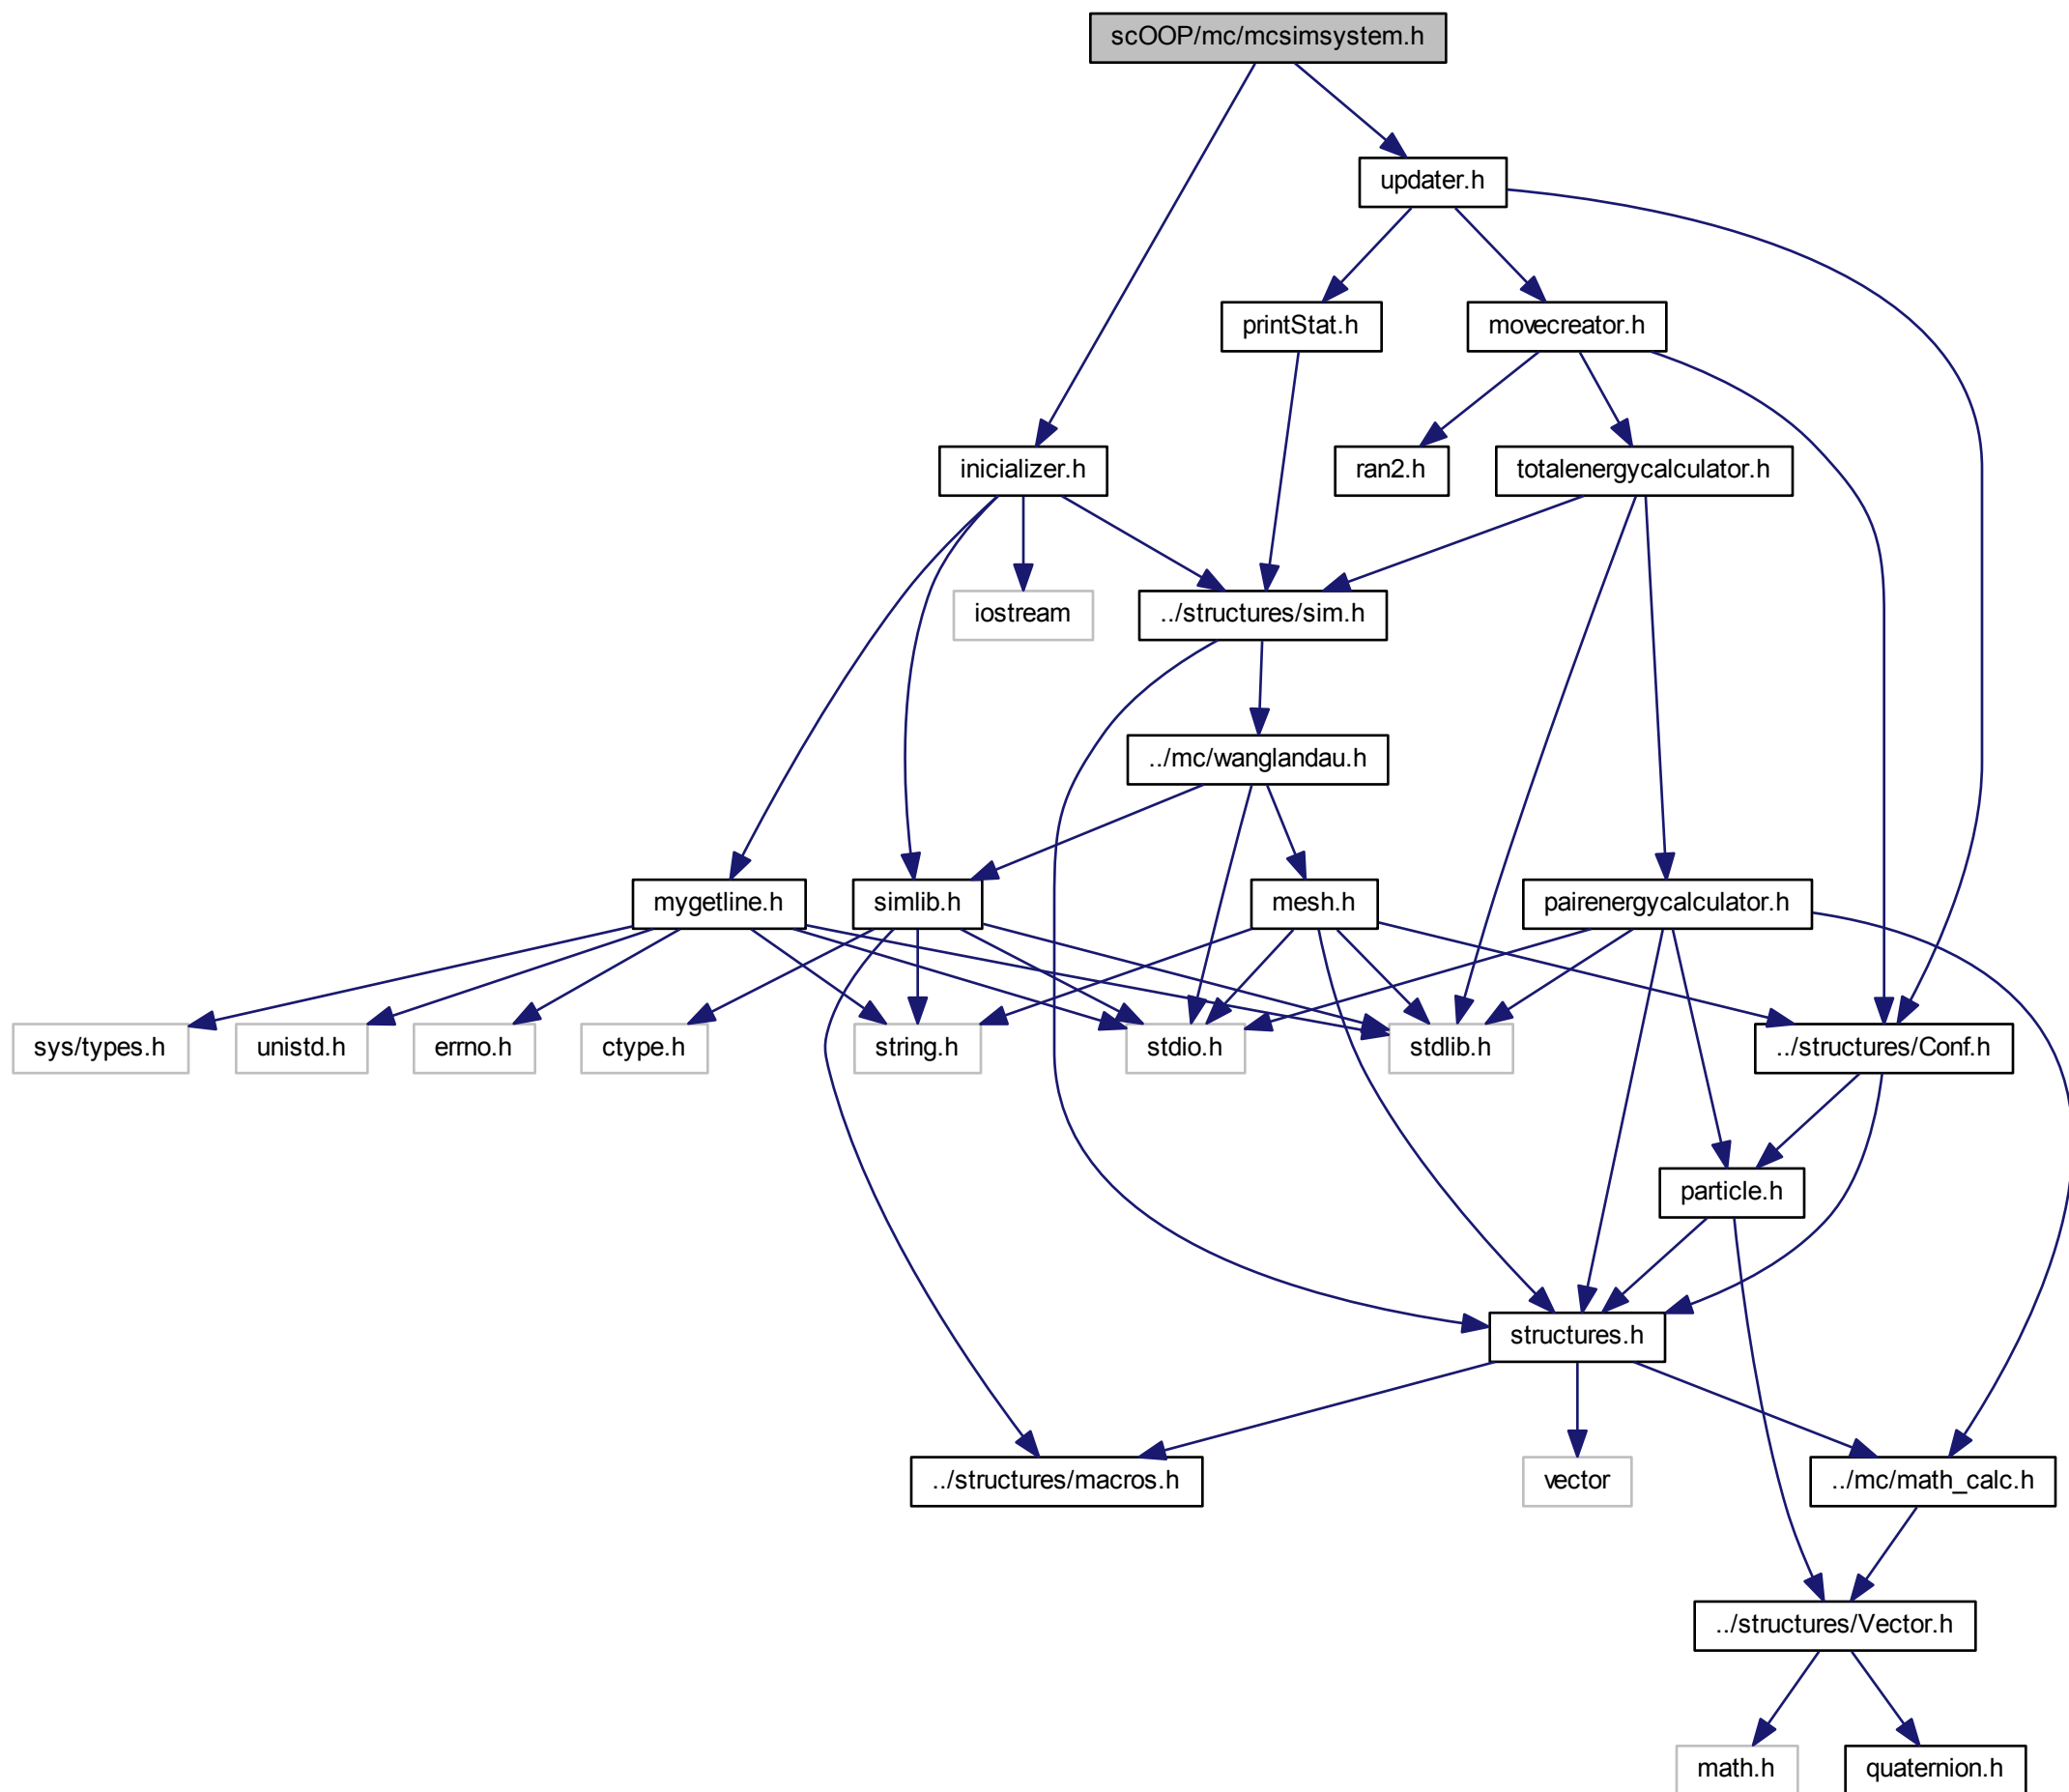 scOOP/mc/mcsimsystem.h
updater.h
printStat.h
movecreator.h
inicializer.h
ran2.h
totalenergycalculator.h
iostream
../structures/sim.h
../mc/wanglandau.h
mygetline.h
simlib.h
mesh.h
pairenergycalculator.h
sys/types.h
unistd.h
errno.h
ctype.h
string.h
stdio.h
stdlib.h
../structures/Conf.h
particle.h
structures.h
../structures/macros.h
vector
../mc/math_calc.h
../structures/Vector.h
math.h
quaternion.h